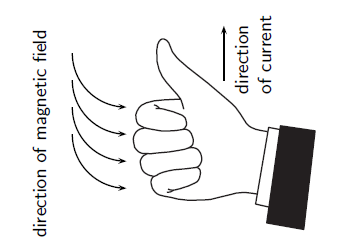 direction of magnetic field
direction
of current